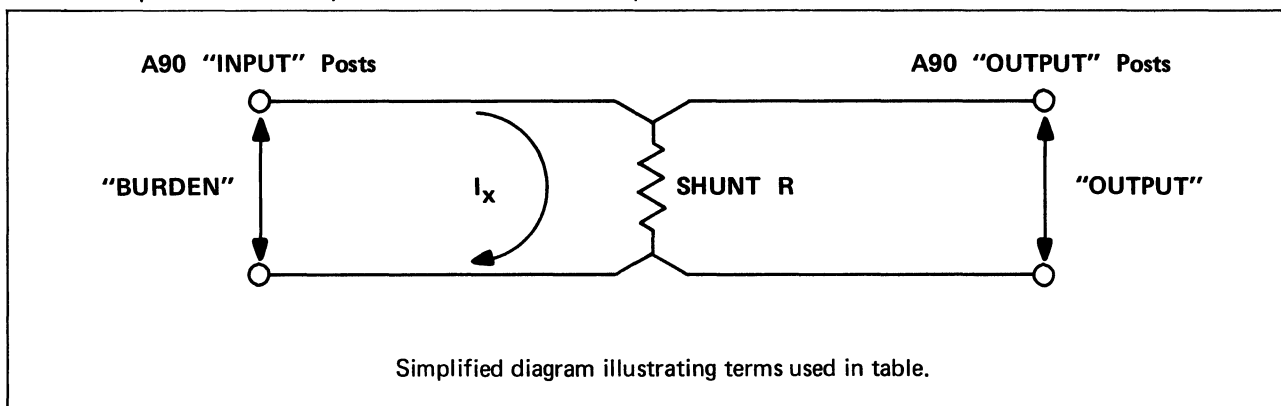 A90 “INPUT” Posts
A90 “OUTPUT” Posts
“BURDEN”
Ix
SHUNT R
“OUTPUT”
Simplified diagram illustrating terms used in table.